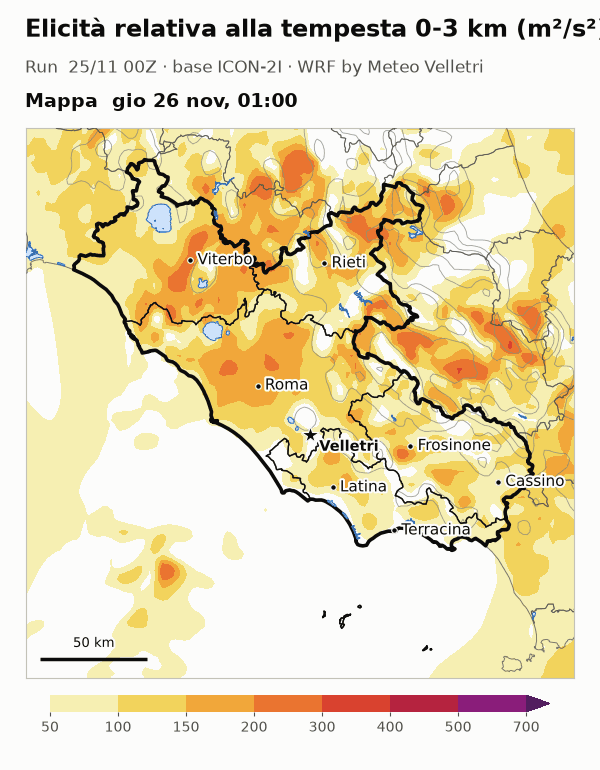 Elicità relativa alla tempesta 0-3 km (m²/s²)
Run  25/11 00Z · base ICON-2I · WRF by Meteo Velletri
Mappa  gio 26 nov, 01:00
Viterbo
Rieti
Roma
Velletri
Frosinone
Latina
Cassino
Terracina
50 km
50 100 150 200 300 400 500 700